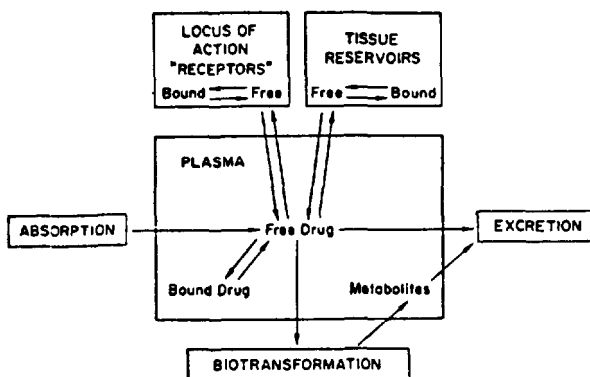 LOCUS OF
ACTION
"RECEPTORS"
Bound Free
TISSUE
RESERVOIRS
Free Bound
PLASMA
ABSORPTION
Free Drug
EXCRETION
Bound Drug
Metabolites
BIOTRANSFORMATION